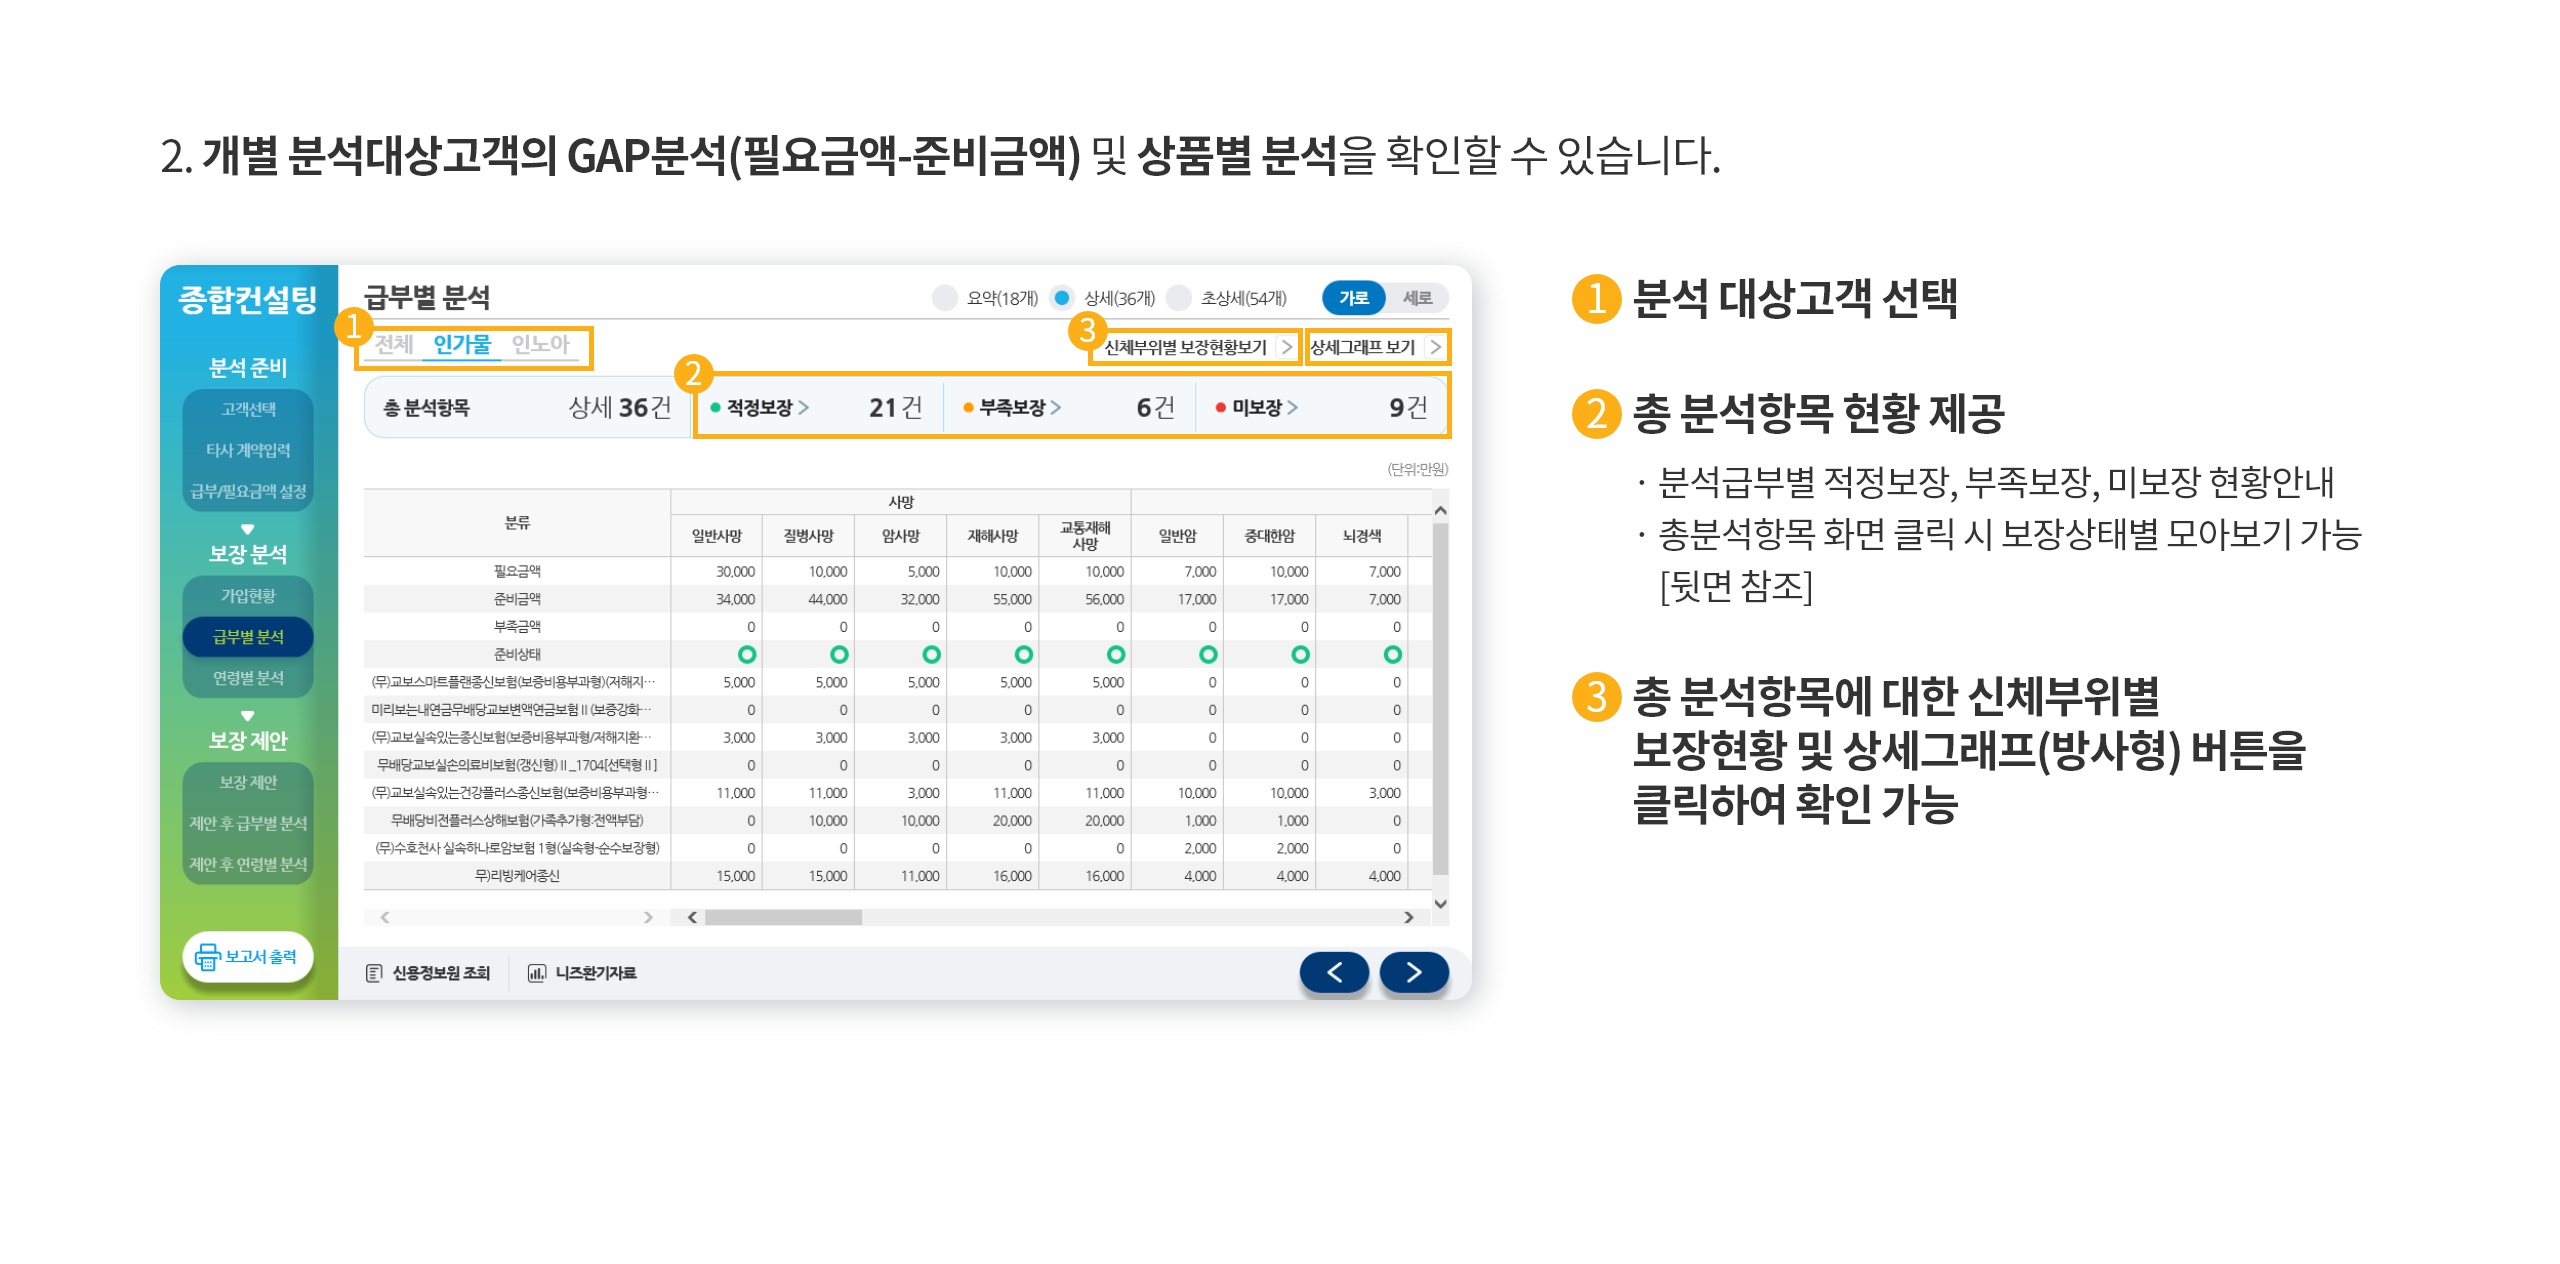 2. 개별 분석대상고객의 GAP분석(필요금액-준비금액) 및 상품별 분석을 확인할 수 있습니다.
종합컨설팅
분석 준비
고객선택
타사 계약입력
급부/필요금액 설정
보장 분석
가입현황
급부별 분석
연령별 분석
보장 제안
보장 제안
제안 후 급부별 분석
제안 후 연령별 분석
보고서 출력
급부별 분석
요약(18개) 상세(36개) 초상세(54개) 가로 세로
1 전체 인가물 인노아
3 신체부위별 보장현황보기 > 상세그래프 보기 >
2
총 분석항목 상세 36건 적정보장 > 21건 부족보장 > 6건 미보장 > 9건
(단위:만원)
분류 사망
일반사망 질병사망 암사망 재해사망 교통재해 사망 일반암 중대한암 뇌경색
필요금액 30,000 10,000 5,000 10,000 10,000 7,000 10,000 7,000
준비금액 34,000 44,000 32,000 55,000 56,000 17,000 17,000 7,000
부족금액 0 0 0 0 0 0 0 0
준비상태
(무)교보스마트플랜종신보험(보증비용부과형)(저해지… 5,000 5,000 5,000 5,000 5,000 0 0 0
미리보는내연금무배당교보변액연금보험Ⅱ(보증강화… 0 0 0 0 0 0 0 0
(무)교보실속있는종신보험(보증비용부과형/저해지환… 3,000 3,000 3,000 3,000 3,000 0 0 0
무배당교보실손의료비보험(갱신형)Ⅱ_1704[선택형Ⅱ] 0 0 0 0 0 0 0 0
(무)교보실속있는건강플러스종신보험(보증비용부과형… 11,000 11,000 3,000 11,000 11,000 10,000 10,000 3,000
무배당비전플러스상해보험(가족추가형:전액부담) 0 10,000 10,000 20,000 20,000 1,000 1,000 0
(무)수호천사 실속하나로암보험 1형(실속형-순수보장형) 0 0 0 0 0 2,000 2,000 0
무)리빙케어종신 15,000 15,000 11,000 16,000 16,000 4,000 4,000 4,000
신용정보원 조회 니즈환기자료
1 분석 대상고객 선택
2 총 분석항목 현황 제공
· 분석급부별 적정보장, 부족보장, 미보장 현황안내
· 총분석항목 화면 클릭 시 보장상태별 모아보기 가능
[뒷면 참조]
3 총 분석항목에 대한 신체부위별
보장현황 및 상세그래프(방사형) 버튼을
클릭하여 확인 가능